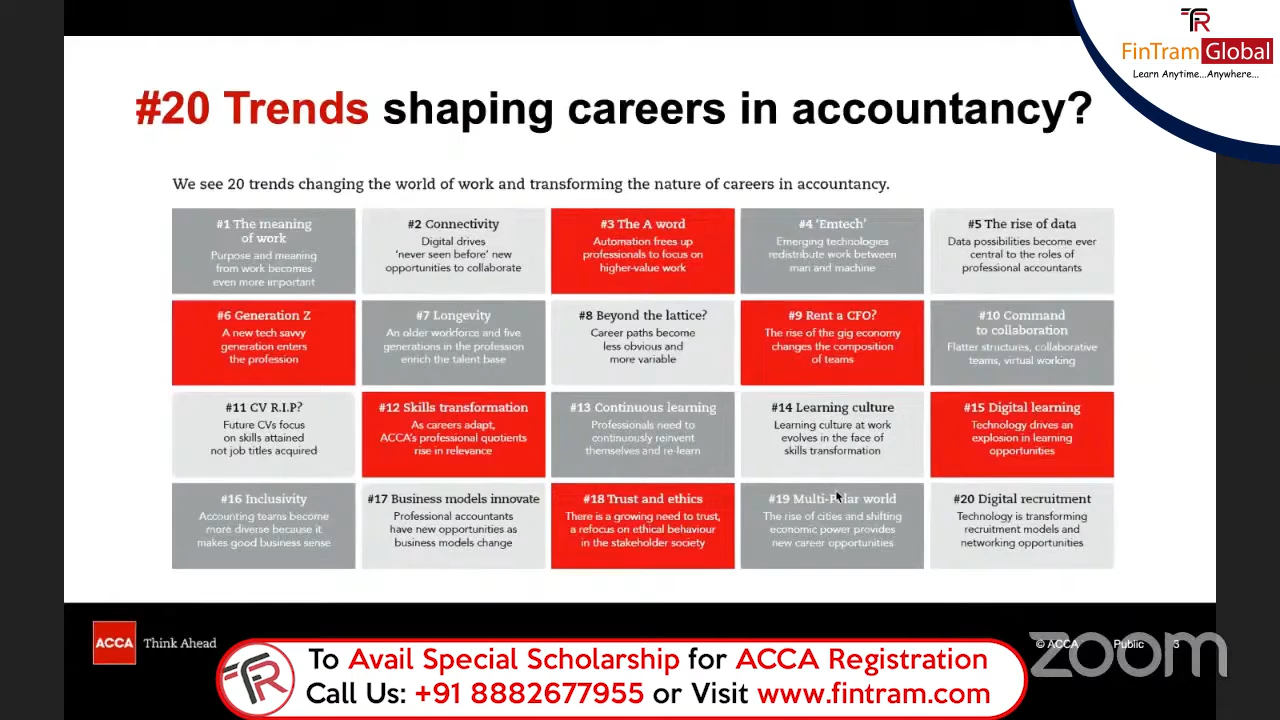 TR
FinTram Global
Learn Anytime...Anywhere...
#20 Trends shaping careers in accountancy?
We see 20 trends changing the world of work and transforming the nature of careers in accountancy.
#1 The meaning
of work
Purpose and meaning
from work becomes
even more important
#2 Connectivity
Digital drives
‘never seen before’ new
opportunities to collaborate
#3 The A word
Automation frees up
professionals to focus on
higher-value work
#4 ‘Emtech’
Emerging technologies
redistribute work between
man and machine
#5 The rise of data
Data possibilities become ever
central to the roles of
professional accountants
#6 Generation Z
A new tech savvy
generation enters
the profession
#7 Longevity
An older workforce and five
generations in the profession
enrich the talent base
#8 Beyond the lattice?
Career paths become
less obvious and
more variable
#9 Rent a CFO?
The rise of the gig economy
changes the composition
of teams
#10 Command
to collaboration
Flatter structures, collaborative
teams, virtual working
#11 CV R.I.P?
Future CVs focus
on skills attained
not job titles acquired
#12 Skills transformation
As careers adapt,
ACCA’s professional quotients
rise in relevance
#13 Continuous learning
Professionals need to
continuously reinvent
themselves and re-learn
#14 Learning culture
Learning culture at work
evolves in the face of
skills transformation
#15 Digital learning
Technology drives an
explosion in learning
opportunities
#16 Inclusivity
Accounting teams become
more diverse because it
makes good business sense
#17 Business models innovate
Professional accountants
have new opportunities as
business models change
#18 Trust and ethics
There is a growing need to trust,
a refocus on ethical behaviour
in the stakeholder society
#19 Multi-Polar world
The rise of cities and shifting
economic power provides
new career opportunities
#20 Digital recruitment
Technology is transforming
recruitment models and
networking opportunities
ACCA Think Ahead
© ACCA Public 3
zoom
TR
To Avail Special Scholarship for ACCA Registration
Call Us: +91 8882677955 or Visit www.fintram.com